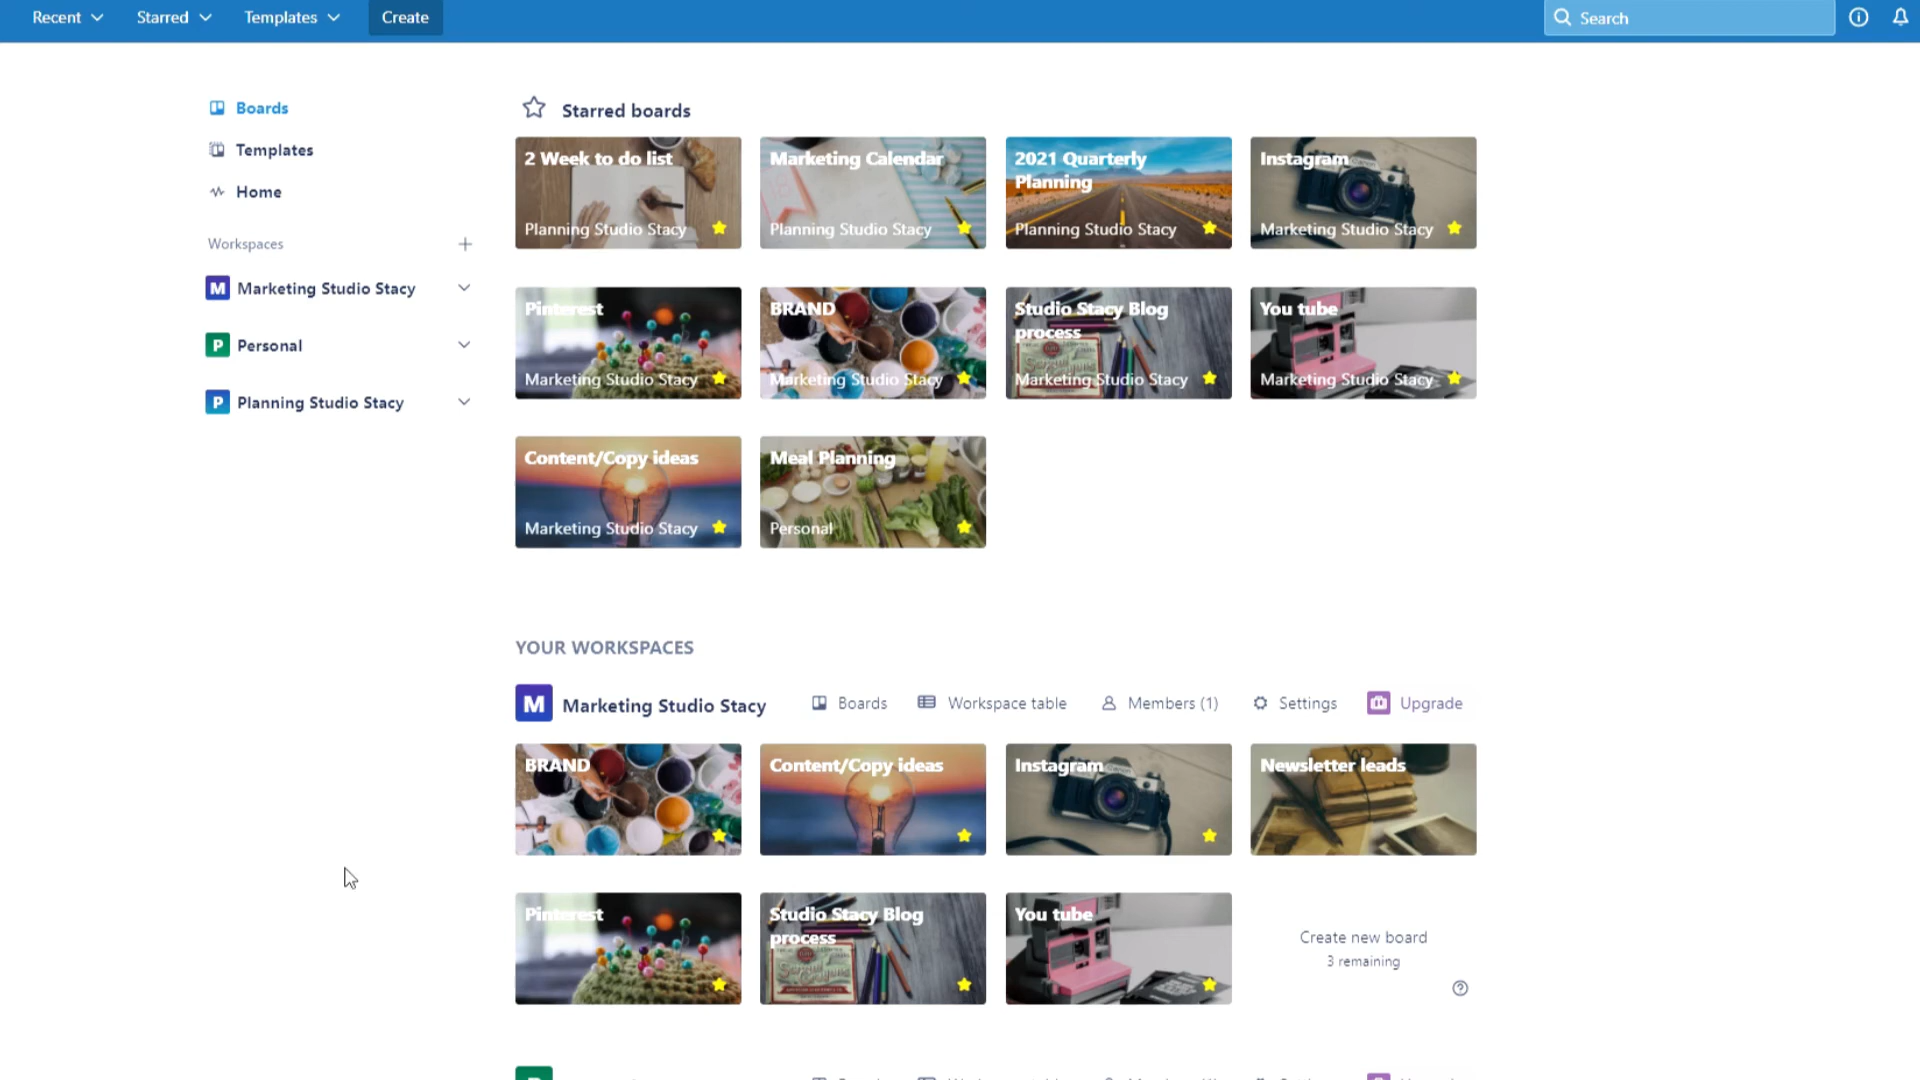 Recent
Starred
Templates
Create
Search
Boards
Templates
Home
Workspaces
M Marketing Studio Stacy
P Personal
P Planning Studio Stacy
Starred boards
2 Week to do list
Planning Studio Stacy
Marketing Calendar
Planning Studio Stacy
2021 Quarterly
Planning
Planning Studio Stacy
Instagram
Marketing Studio Stacy
Pinterest
Marketing Studio Stacy
BRAND
Marketing Studio Stacy
Studio Stacy Blog
process
Marketing Studio Stacy
You tube
Marketing Studio Stacy
Content/Copy ideas
Marketing Studio Stacy
Meal Planning
Personal
YOUR WORKSPACES
M Marketing Studio Stacy
Boards
Workspace table
Members (1)
Settings
Upgrade
BRAND
Content/Copy ideas
Instagram
Newsletter leads
Pinterest
Studio Stacy Blog
process
You tube
Create new board
3 remaining